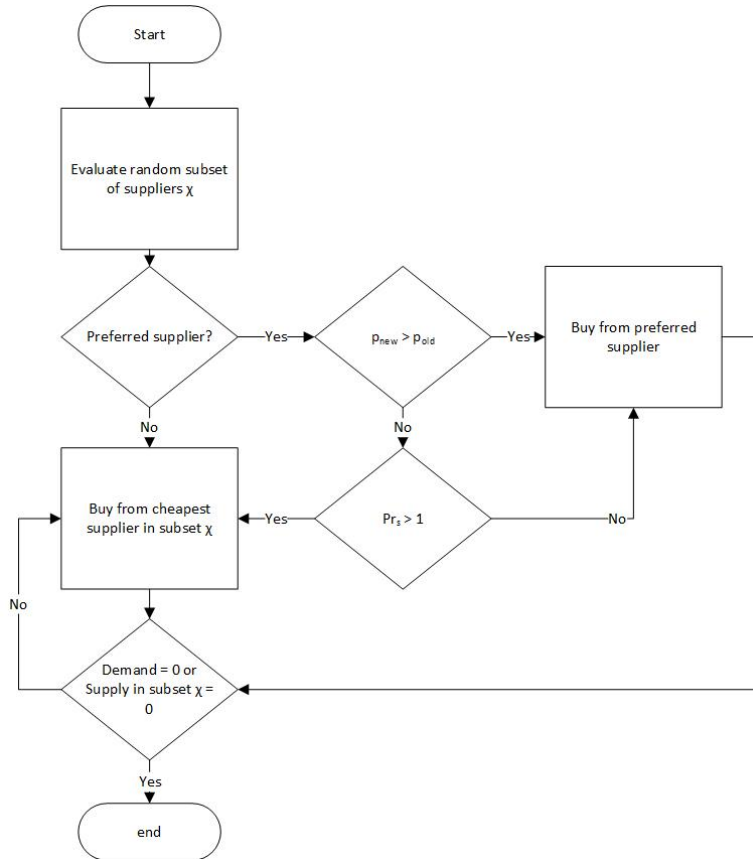 Start
Evaluate random subset
of suppliers χ
Preferred supplier?
Yes
p_new > p_old
Yes
Buy from preferred
supplier
No
No
Buy from cheapest
supplier in subset χ
Yes
Pr_s > 1
No
No
Demand = 0 or
Supply in subset χ =
0
Yes
end